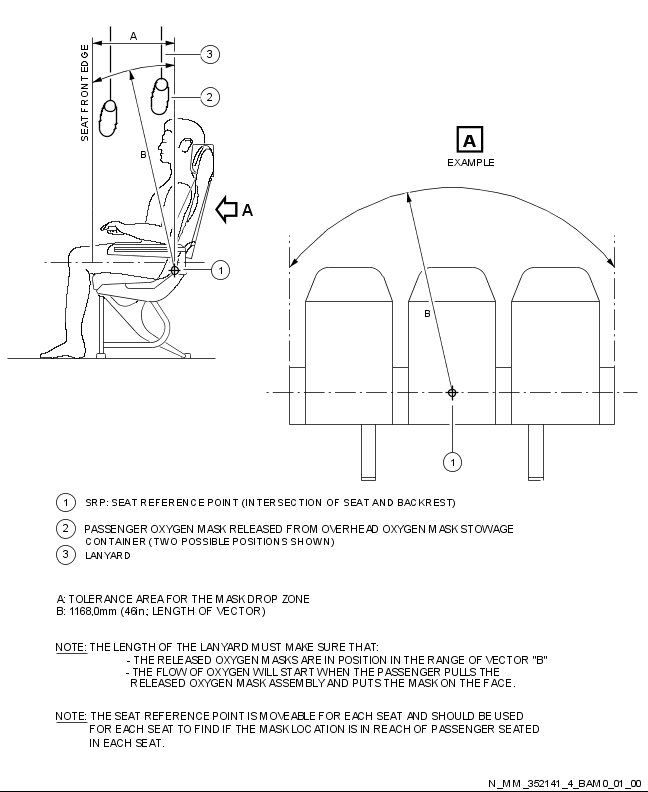 A
3
SEAT FRONT EDGE
2
B
A
EXAMPLE
A
1
B
1
1 SRP: SEAT REFERENCE POINT (INTERSECTION OF SEAT AND BACKREST)
2 PASSENGER OXYGEN MASK RELEASED FROM OVERHEAD OXYGEN MASK STOWAGE
CONTAINER (TWO POSSIBLE POSITIONS SHOWN)
3 LANYARD
A: TOLERANCE AREA FOR THE MASK DROP ZONE
B: 1168,0mm (46in; LENGTH OF VECTOR)
NOTE: THE LENGTH OF THE LANYARD MUST MAKE SURE THAT:
- THE RELEASED OXYGEN MASKS ARE IN POSITION IN THE RANGE OF VECTOR "B"
- THE FLOW OF OXYGEN WILL START WHEN THE PASSENGER PULLS THE
RELEASED OXYGEN MASK ASSEMBLY AND PUTS THE MASK ON THE FACE.
NOTE: THE SEAT REFERENCE POINT IS MOVEABLE FOR EACH SEAT AND SHOULD BE USED
FOR EACH SEAT TO FIND IF THE MASK LOCATION IS IN REACH OF PASSENGER SEATED
IN EACH SEAT.
N_MM_352141_4_BAM0_01_00